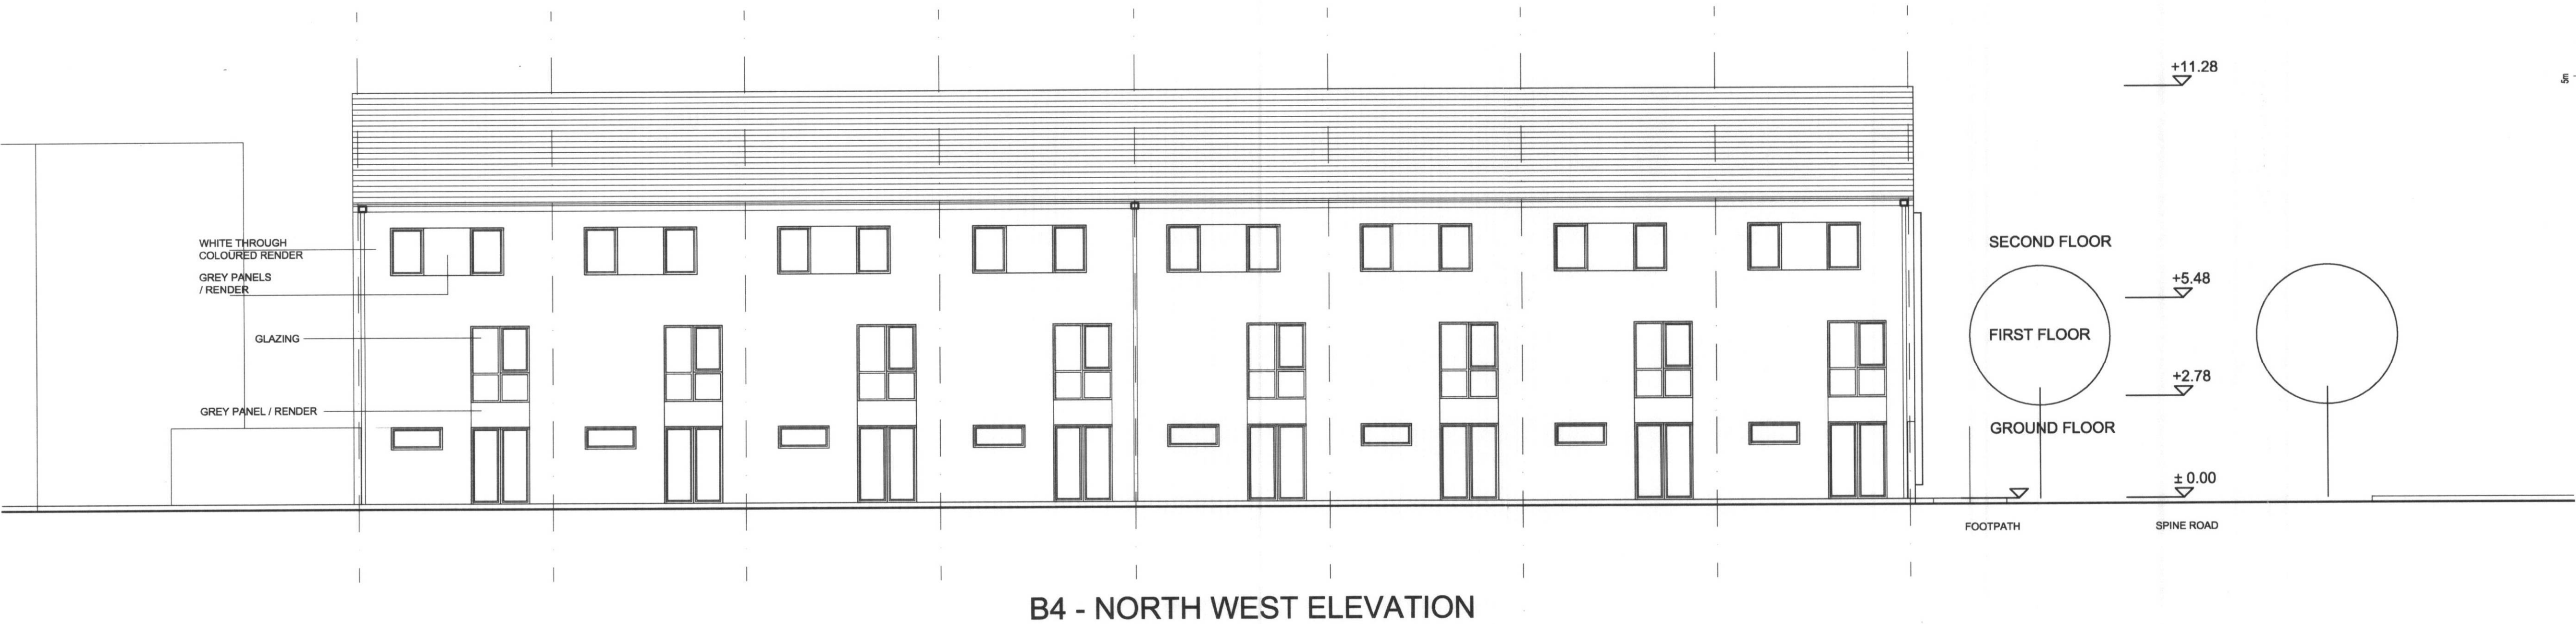 +11.28
5m
WHITE THROUGH
COLOURED RENDER
GREY PANELS
/ RENDER
GLAZING
GREY PANEL / RENDER
SECOND FLOOR
+5.48
FIRST FLOOR
+2.78
GROUND FLOOR
± 0.00
FOOTPATH
SPINE ROAD
B4 - NORTH WEST ELEVATION